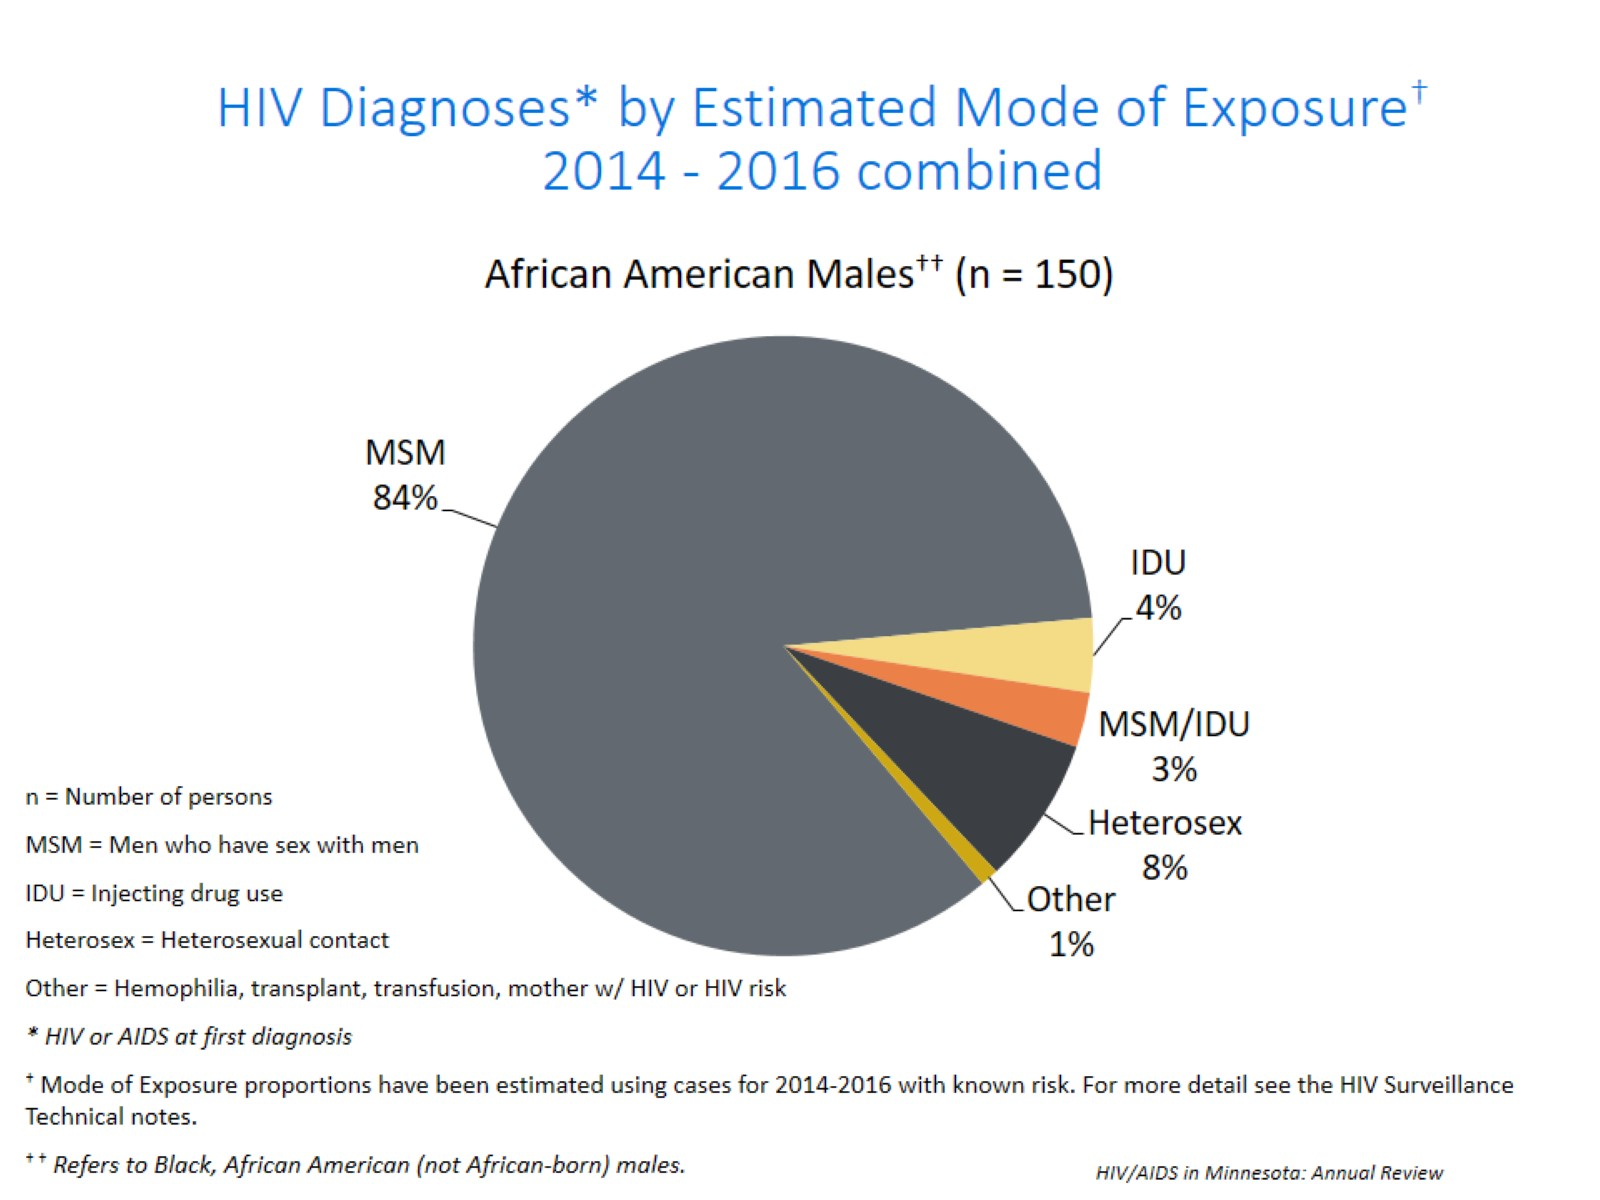 HIV Diagnoses* by Estimated Mode of Exposure†
2014 - 2016 combined
African American Males†† (n = 150)
MSM
84%
IDU
4%
MSM/IDU
3%
Heterosex
8%
Other
1%
n = Number of persons
MSM = Men who have sex with men
IDU = Injecting drug use
Heterosex = Heterosexual contact
Other = Hemophilia, transplant, transfusion, mother w/ HIV or HIV risk
* HIV or AIDS at first diagnosis
† Mode of Exposure proportions have been estimated using cases for 2014-2016 with known risk. For more detail see the HIV Surveillance
Technical notes.
†† Refers to Black, African American (not African-born) males.
HIV/AIDS in Minnesota: Annual Review